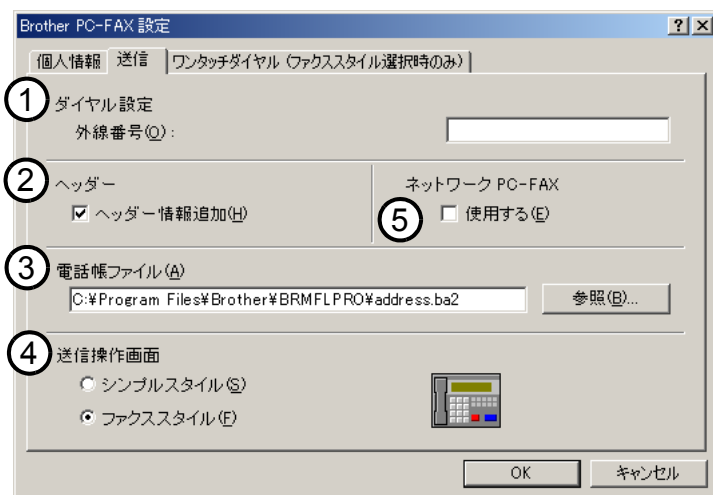 Brother PC-FAX 設定
個人情報 送信 ワンタッチダイヤル (ファクススタイル選択時のみ)
1 ダイヤル設定
外線番号(O):
2 ヘッダー
ヘッダー情報追加(H)
ネットワーク PC-FAX
5 使用する(E)
3 電話帳ファイル(A)
C:¥Program Files¥Brother¥BRMFLPRO¥address.ba2 参照(B)...
4 送信操作画面
シンプルスタイル(S)
ファクススタイル(F)
OK キャンセル